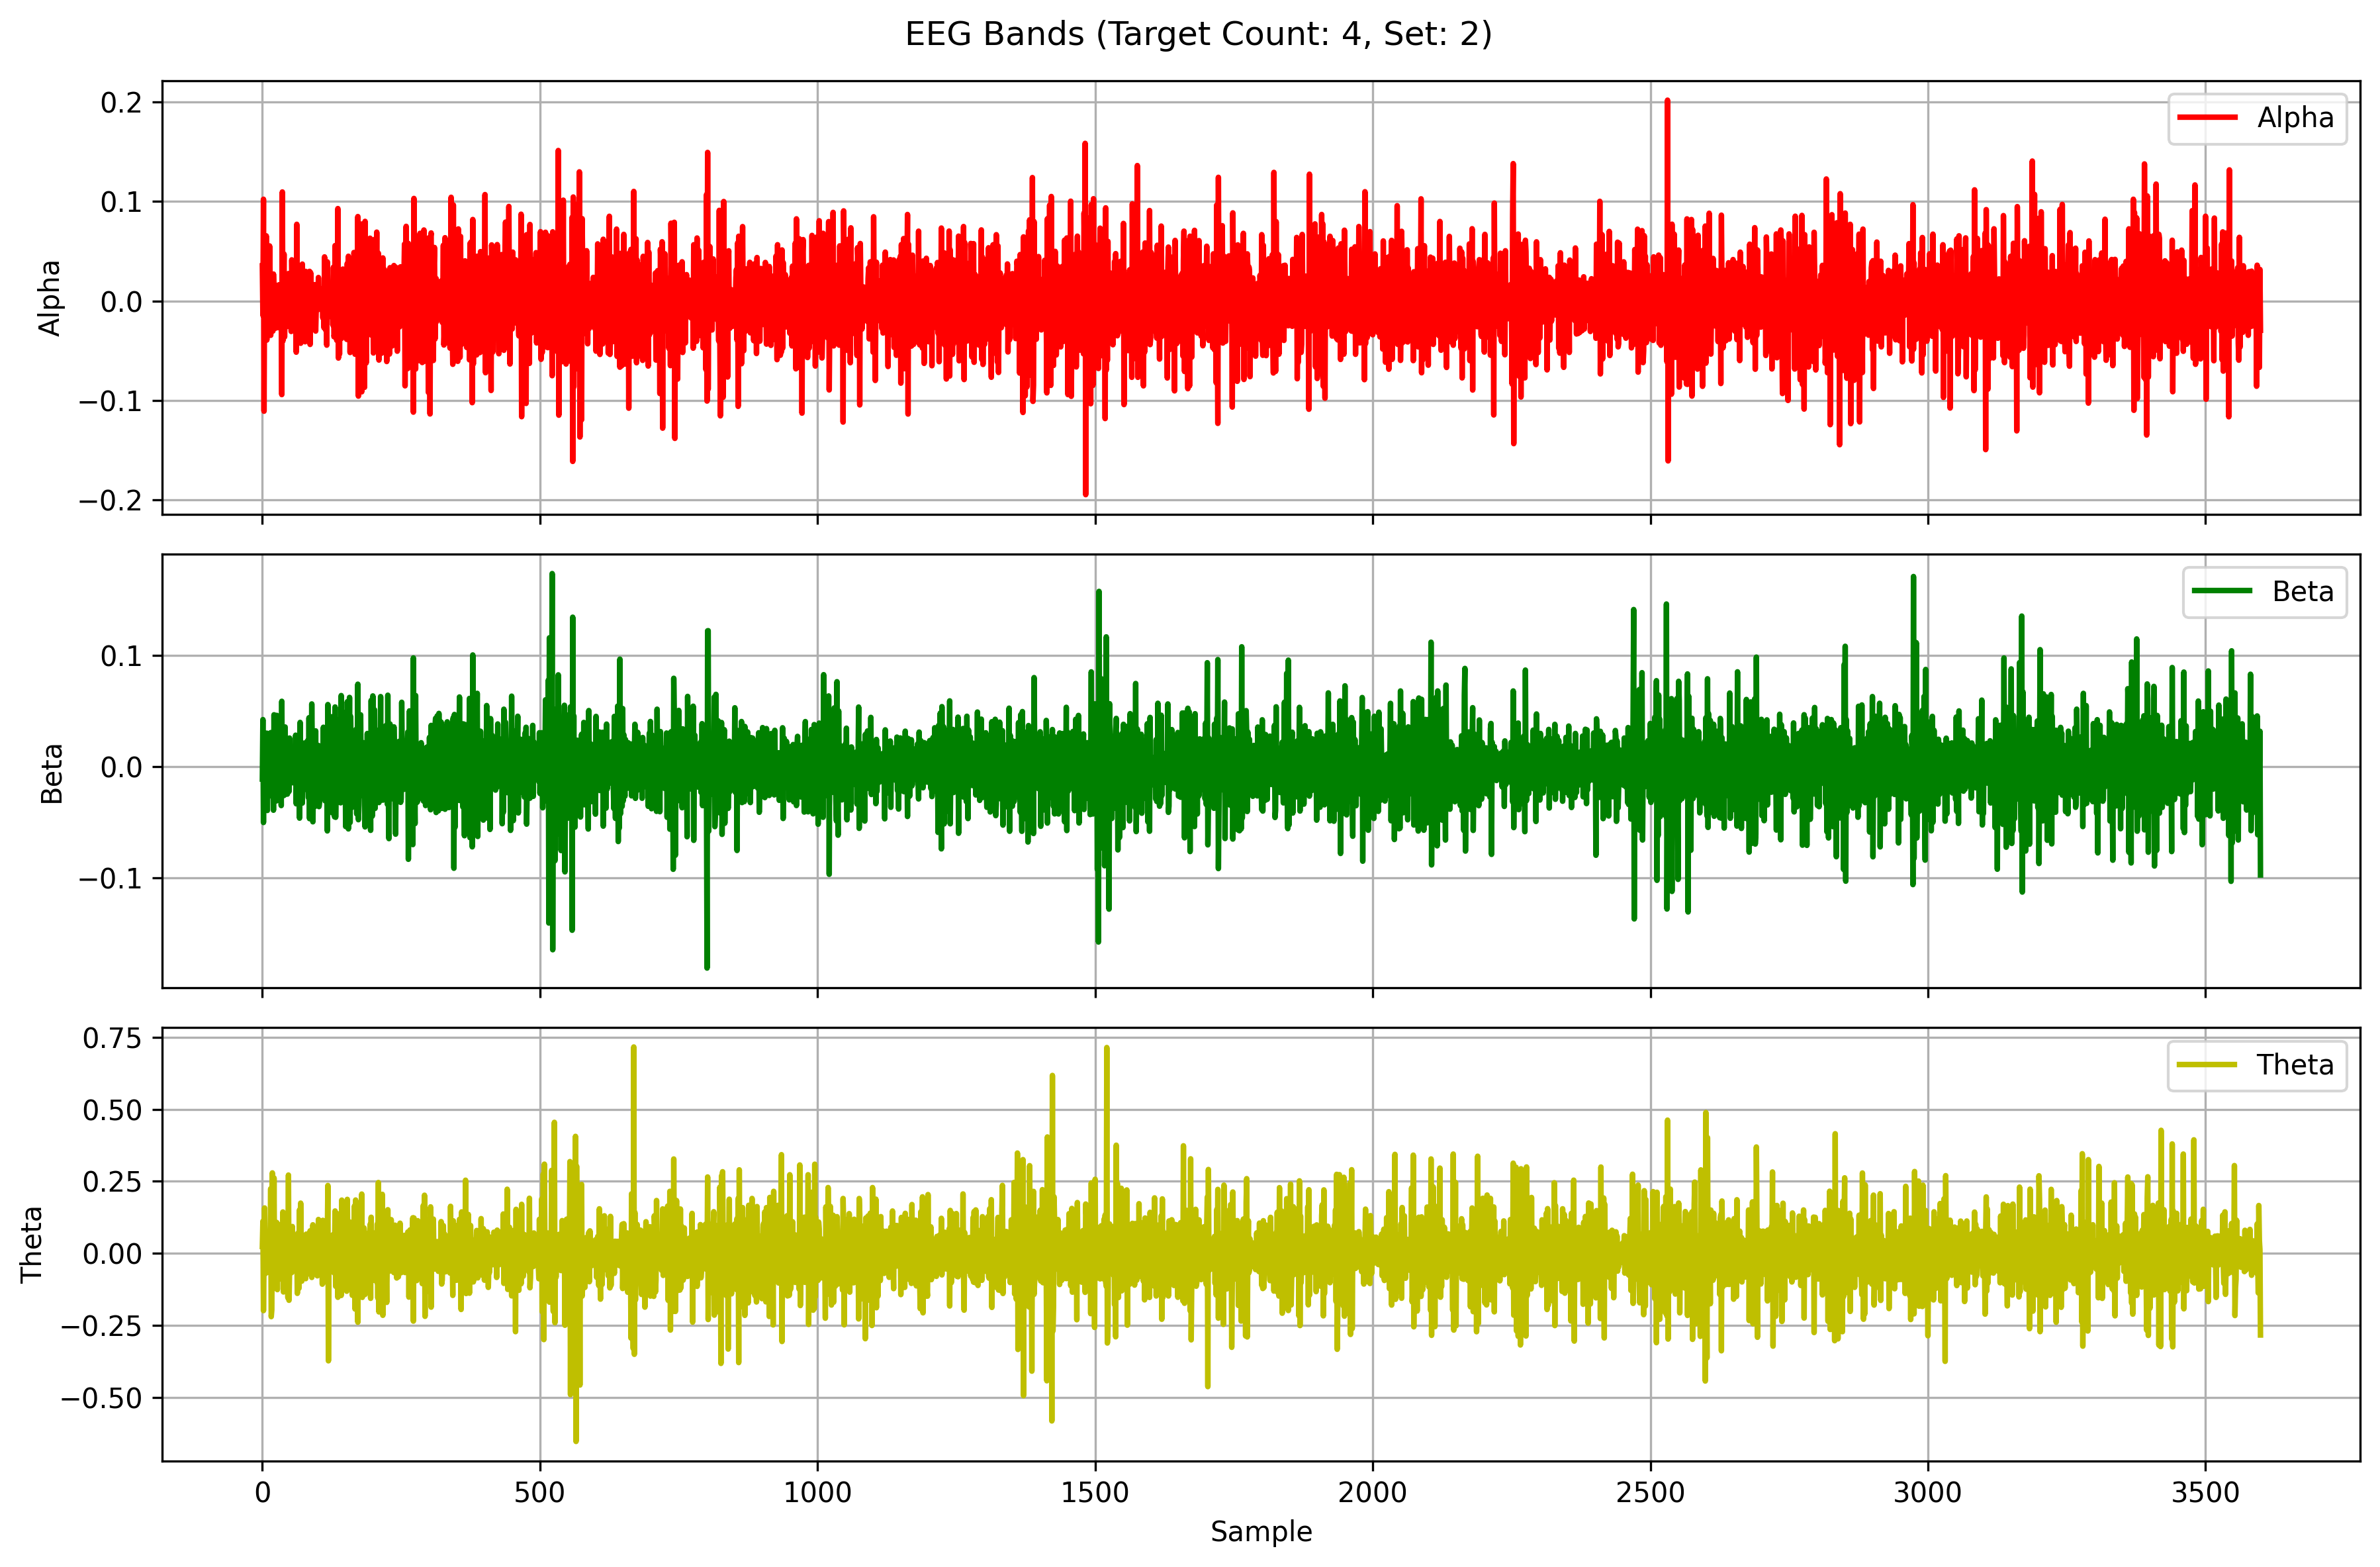 EEG Bands (Target Count: 4, Set: 2)
0.2
0.1
0.0
−0.1
−0.2
Alpha
Alpha
0.1
0.0
−0.1
Beta
Beta
0.75
0.50
0.25
0.00
−0.25
−0.50
Theta
Theta
0 500 1000 1500 2000 2500 3000 3500
Sample